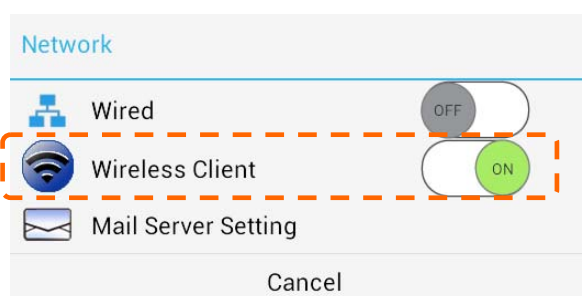 Network
Wired OFF
Wireless Client ON
Mail Server Setting
Cancel